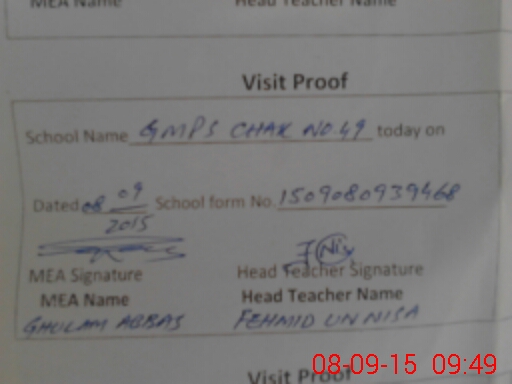 MEA Name Head Teacher Name
Visit Proof
School Name GMPS CHAK NO.49 today on
Dated 08 09 2015 School form No. 1509080939468
MEA Signature Head Teacher Signature
MEA Name Head Teacher Name
GHULAM ABBAS FEHMID UN NISA
Visit Proof
08-09-15 09:49